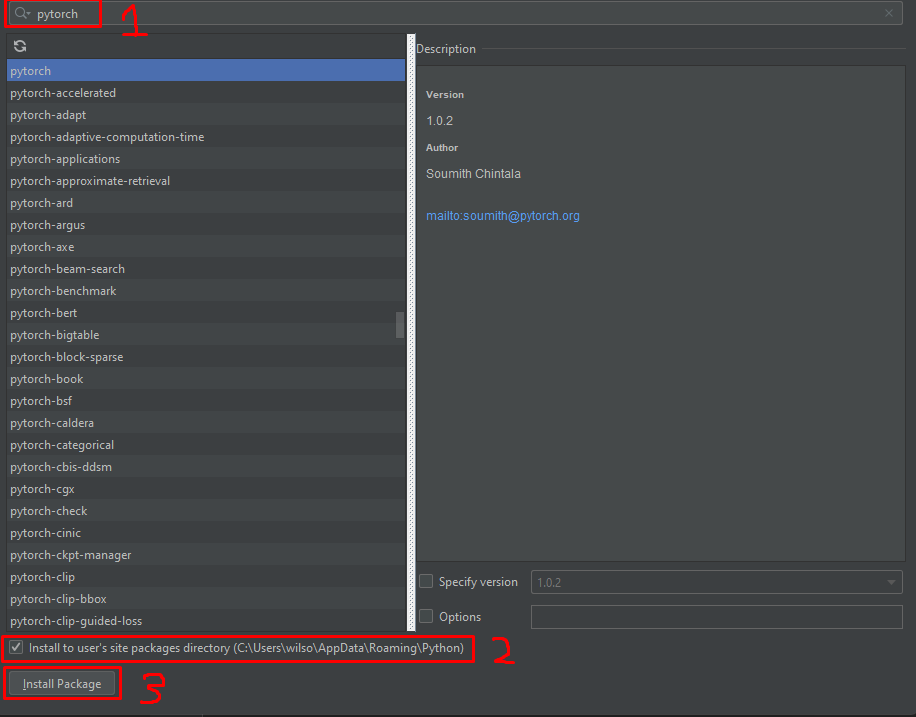 pytorch
1
Description
pytorch
pytorch-accelerated
pytorch-adapt
pytorch-adaptive-computation-time
pytorch-applications
pytorch-approximate-retrieval
pytorch-ard
pytorch-argus
pytorch-axe
pytorch-beam-search
pytorch-benchmark
pytorch-bert
pytorch-bigtable
pytorch-block-sparse
pytorch-book
pytorch-bsf
pytorch-caldera
pytorch-categorical
pytorch-cbis-ddsm
pytorch-cgx
pytorch-check
pytorch-cinic
pytorch-ckpt-manager
pytorch-clip
pytorch-clip-bbox
pytorch-clip-guided-loss
Version
1.0.2
Author
Soumith Chintala
mailto:soumith@pytorch.org
Specify version 1.0.2
Options
Install to user's site packages directory (C:\Users\wilso\AppData\Roaming\Python) 2
Install Package 3